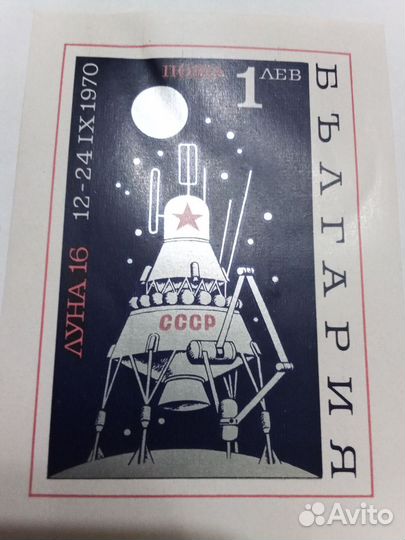 ПОЩА 1 ЛЕВ
БЪЛГАРИЯ
ЛУНА 16 12-24 IX 1970
СССР
Avito